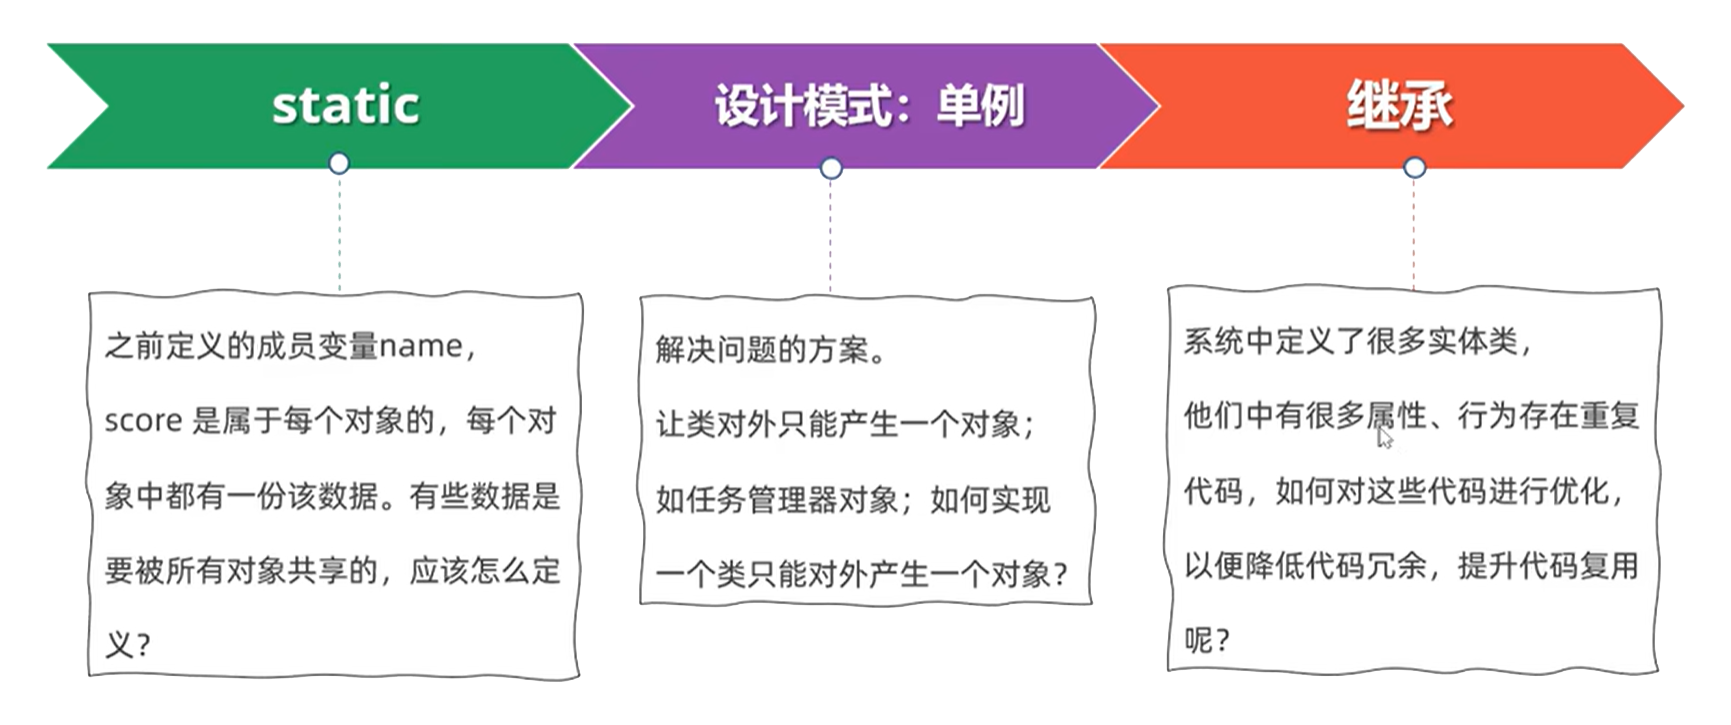 static
设计模式：单例
继承
之前定义的成员变量name，
score 是属于每个对象的，每个对
象中都有一份该数据。有些数据是
要被所有对象共享的，应该怎么定
义？
解决问题的方案。
让类对外只能产生一个对象；
如任务管理器对象；如何实现
一个类只能对外产生一个对象？
系统中定义了很多实体类，
他们中有很多属性、行为存在重复
代码，如何对这些代码进行优化，
以便降低代码冗余，提升代码复用
呢？